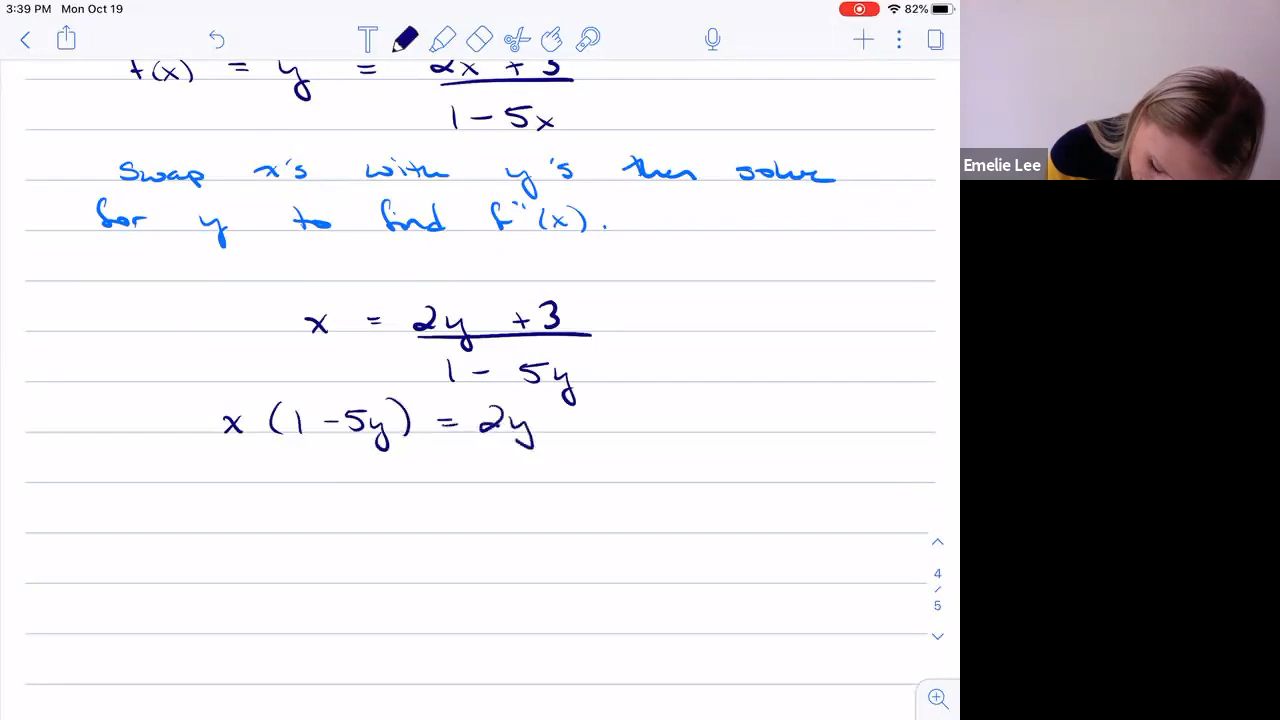 3:39 PM Mon Oct 19
82%
T
f(x) = y = 2x + 3
1 - 5x
Swap x's with y's then solve
for y to find f⁻¹(x).
x = 2y + 3
1 - 5y
x (1 - 5y) = 2y
4
/
5
Emelie Lee